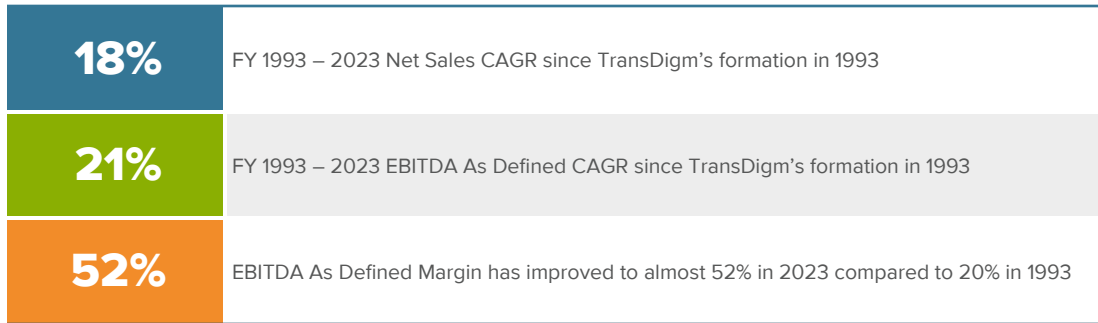 18%
FY 1993 – 2023 Net Sales CAGR since TransDigm’s formation in 1993
21%
FY 1993 – 2023 EBITDA As Defined CAGR since TransDigm’s formation in 1993
52%
EBITDA As Defined Margin has improved to almost 52% in 2023 compared to 20% in 1993